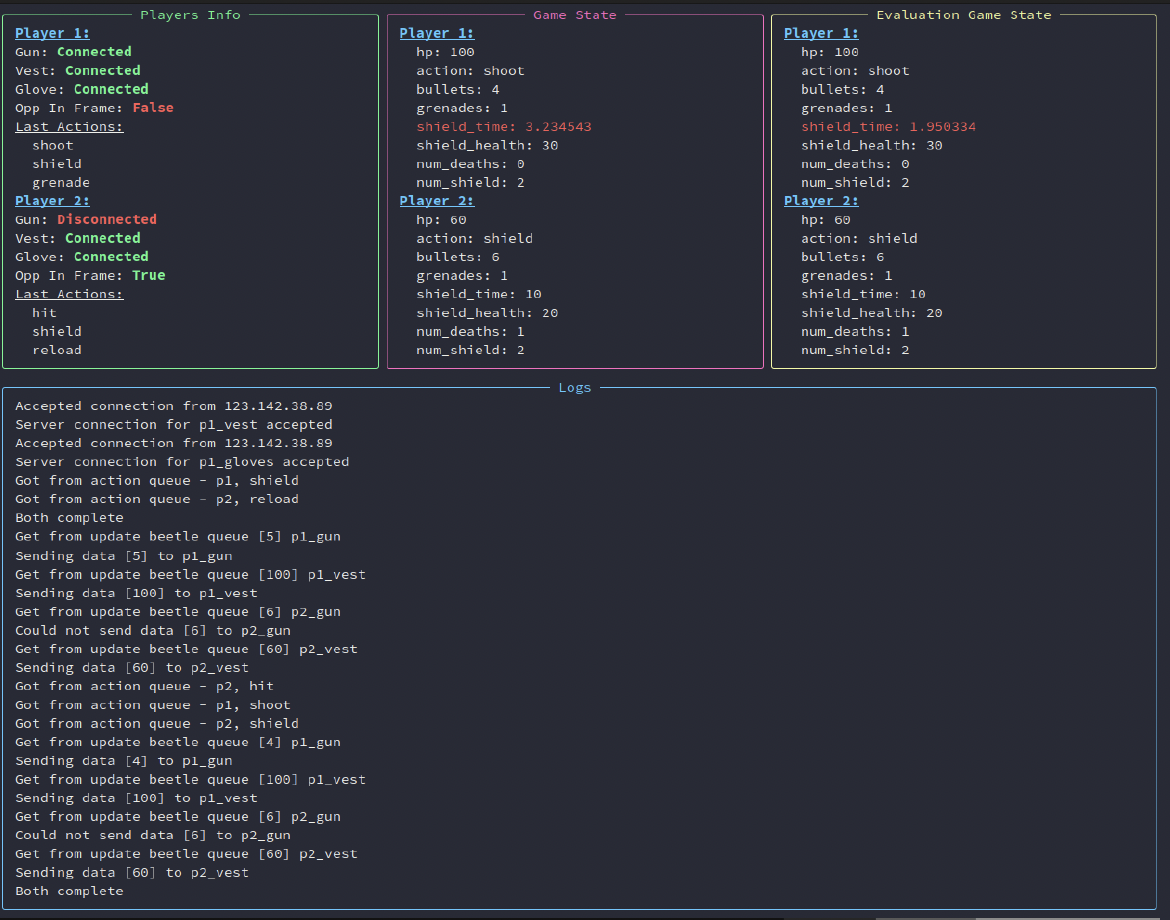 Players Info
Player 1:
Gun: Connected
Vest: Connected
Glove: Connected
Opp In Frame: False
Last Actions:
shoot
shield
grenade
Player 2:
Gun: Disconnected
Vest: Connected
Glove: Connected
Opp In Frame: True
Last Actions:
hit
shield
reload
Game State
Player 1:
hp: 100
action: shoot
bullets: 4
grenades: 1
shield_time: 3.234543
shield_health: 30
num_deaths: 0
num_shield: 2
Player 2:
hp: 60
action: shield
bullets: 6
grenades: 1
shield_time: 10
shield_health: 20
num_deaths: 1
num_shield: 2
Evaluation Game State
Player 1:
hp: 100
action: shoot
bullets: 4
grenades: 1
shield_time: 1.950334
shield_health: 30
num_deaths: 0
num_shield: 2
Player 2:
hp: 60
action: shield
bullets: 6
grenades: 1
shield_time: 10
shield_health: 20
num_deaths: 1
num_shield: 2
Logs
Accepted connection from 123.142.38.89
Server connection for p1_vest accepted
Accepted connection from 123.142.38.89
Server connection for p1_gloves accepted
Got from action queue - p1, shield
Got from action queue - p2, reload
Both complete
Get from update beetle queue [5] p1_gun
Sending data [5] to p1_gun
Get from update beetle queue [100] p1_vest
Sending data [100] to p1_vest
Get from update beetle queue [6] p2_gun
Could not send data [6] to p2_gun
Get from update beetle queue [60] p2_vest
Sending data [60] to p2_vest
Got from action queue - p2, hit
Got from action queue - p1, shoot
Got from action queue - p2, shield
Get from update beetle queue [4] p1_gun
Sending data [4] to p1_gun
Get from update beetle queue [100] p1_vest
Sending data [100] to p1_vest
Get from update beetle queue [6] p2_gun
Could not send data [6] to p2_gun
Get from update beetle queue [60] p2_vest
Sending data [60] to p2_vest
Both complete